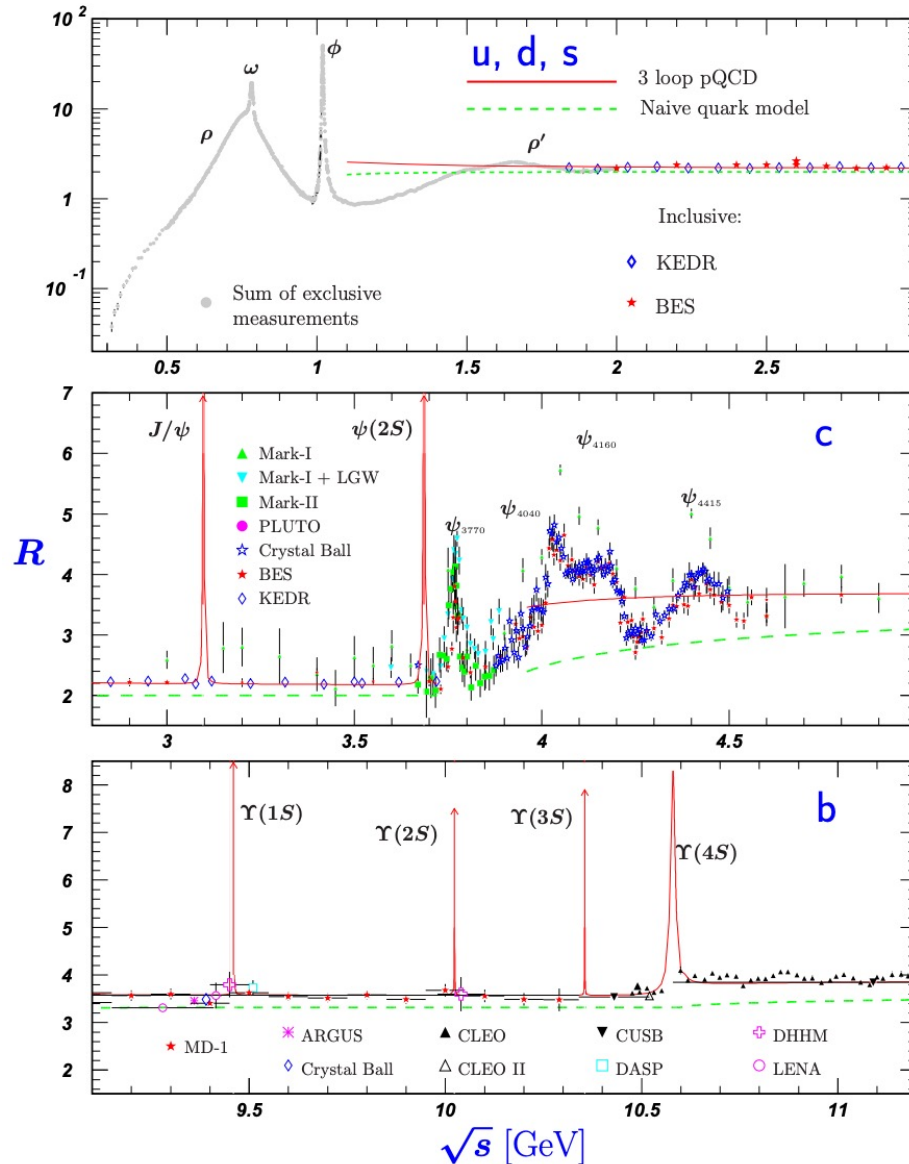 10 2
u, d, s
ϕ
ω
3 loop pQCD
Naive quark model
10
ρ
ρ′
1
Inclusive:
KEDR
10 -1
Sum of exclusive
measurements
BES
0.5 1 1.5 2 2.5
7
J/ψ
ψ(2S)
c
ψ4160
6
Mark-I
Mark-I + LGW
Mark-II
ψ3770
ψ4040
ψ4415
5
PLUTO
Crystal Ball
R
4
BES
KEDR
3
2
3 3.5 4 4.5
8
Υ(1S)
Υ(2S)
Υ(3S)
b
Υ(4S)
7
6
5
4
3
MD-1
ARGUS
CLEO
CUSB
DHHM
Crystal Ball
CLEO II
DASP
LENA
2
9.5 10 10.5 11
√s [GeV]